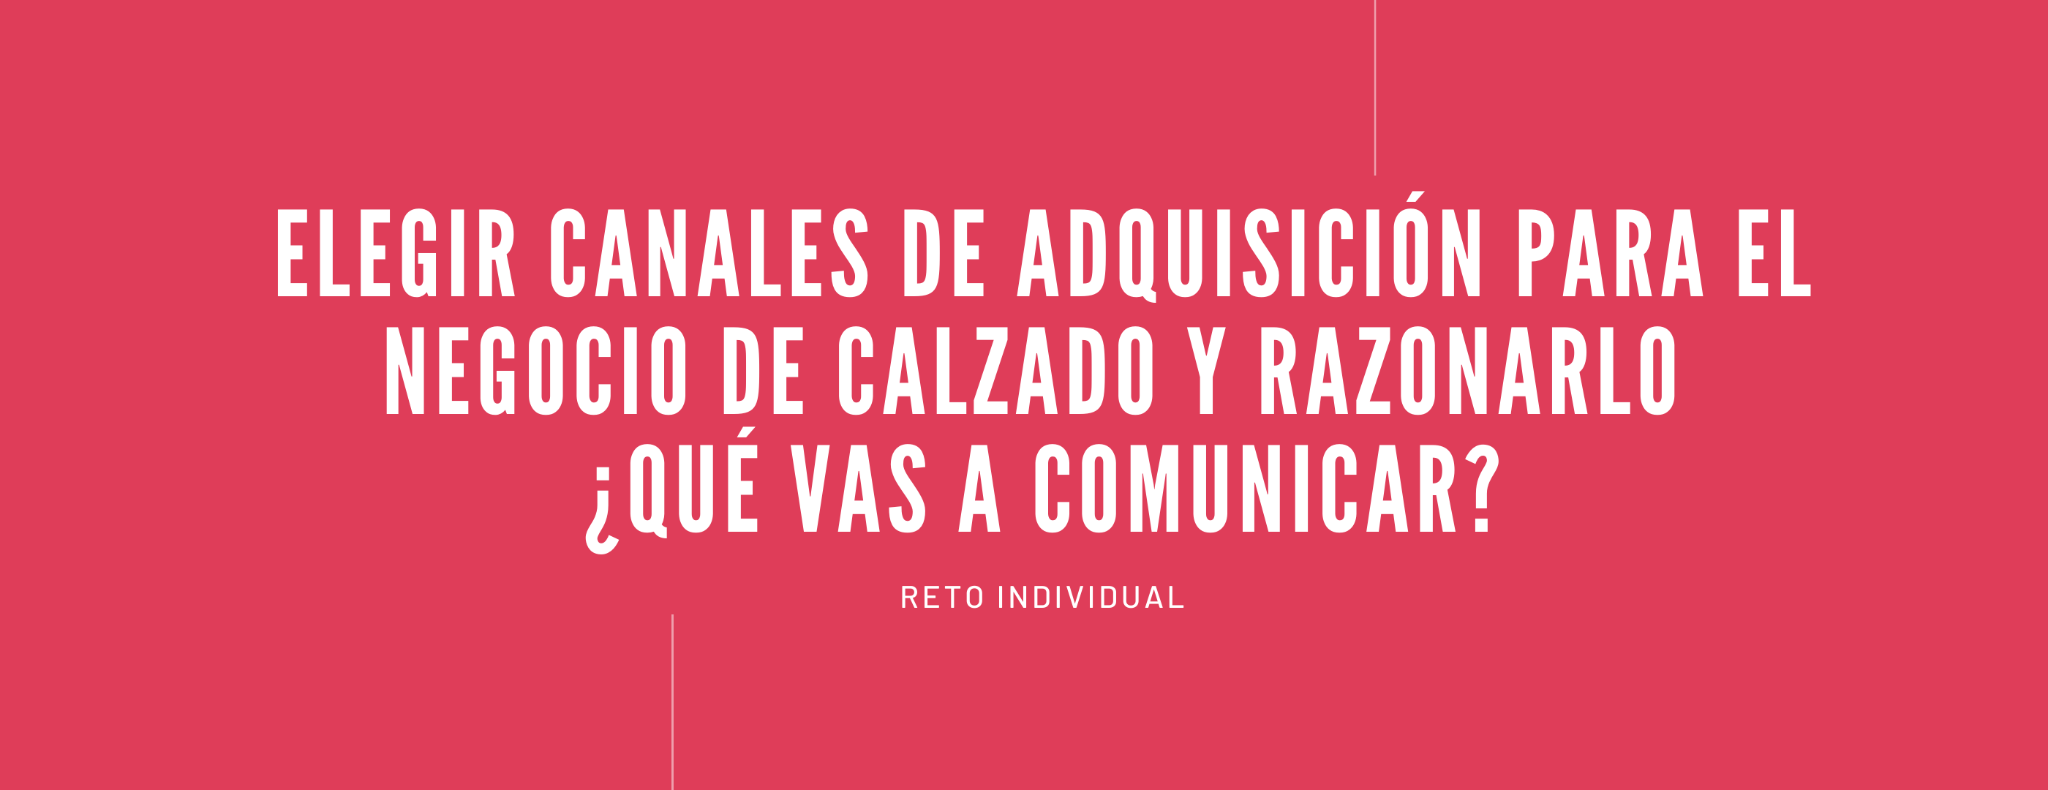 ELEGIR CANALES DE ADQUISICIÓN PARA EL
NEGOCIO DE CALZADO Y RAZONARLO
¿QUÉ VAS A COMUNICAR?
RETO INDIVIDUAL